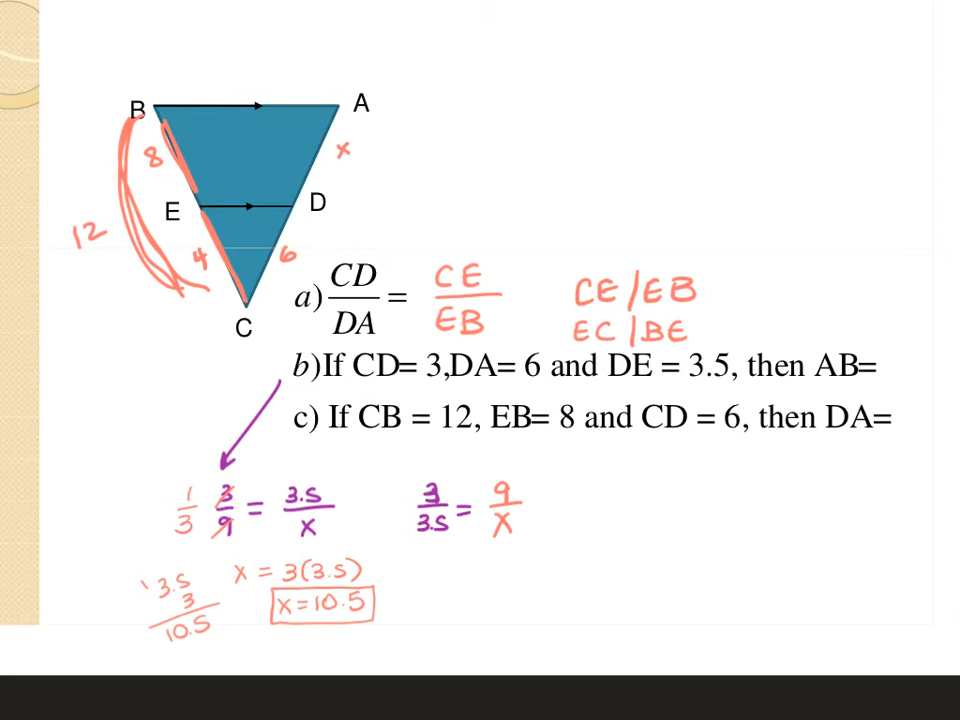 B
A
8
x
E
D
12
4
6
C
a) CD/DA = CE/EB
CE/EB
EC/BE
b)If CD= 3,DA= 6 and DE = 3.5, then AB=
c) If CB = 12, EB= 8 and CD = 6, then DA=
1/3 3/9 = 3.5/x
3/3.5 = 9/x
x = 3(3.5)
x = 10.5
1 3.5
3
10.5